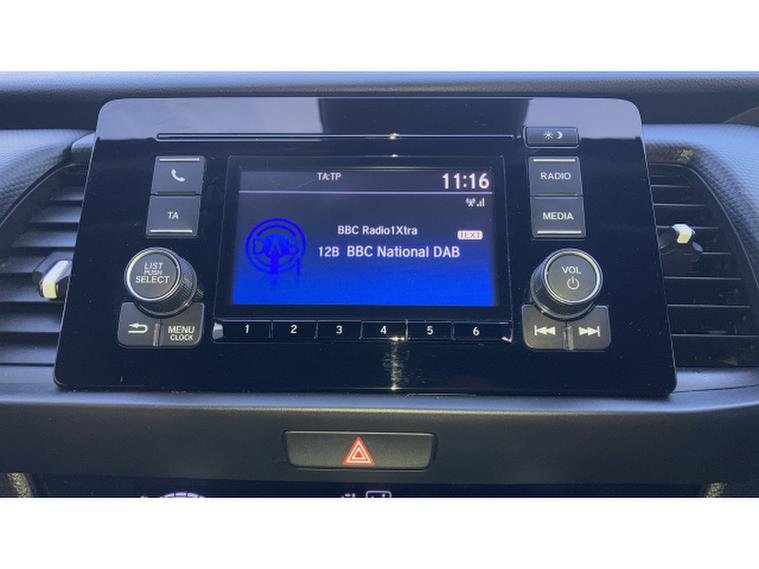 TA:TP
11:16
RADIO
TA
MEDIA
BBC Radio1Xtra
TEXT
DAB
12B BBC National DAB
LIST
PUSH
SELECT
VOL
MENU
CLOCK
1 2 3 4 5 6